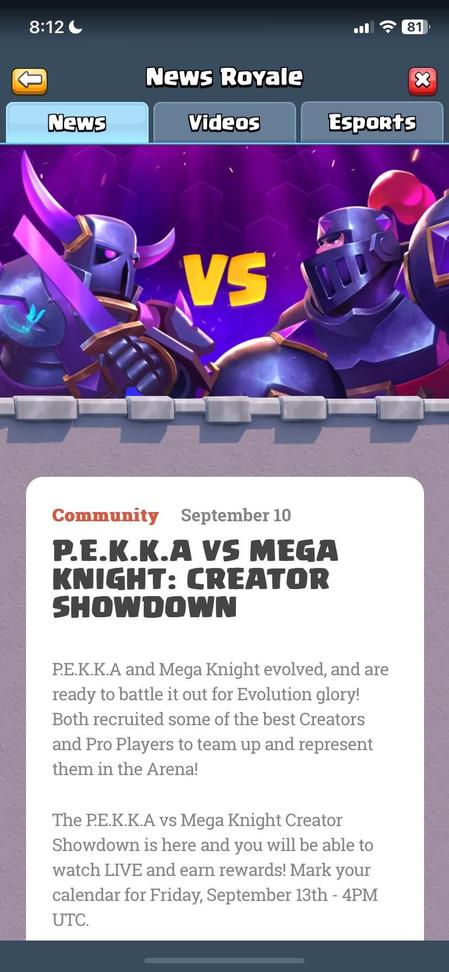 8:12
81
News Royale
News
Videos
Esports
VS
Community September 10
P.E.K.K.A VS MEGA
KNIGHT: CREATOR
SHOWDOWN
P.E.K.K.A and Mega Knight evolved, and are
ready to battle it out for Evolution glory!
Both recruited some of the best Creators
and Pro Players to team up and represent
them in the Arena!
The P.E.K.K.A vs Mega Knight Creator
Showdown is here and you will be able to
watch LIVE and earn rewards! Mark your
calendar for Friday, September 13th - 4PM
UTC.